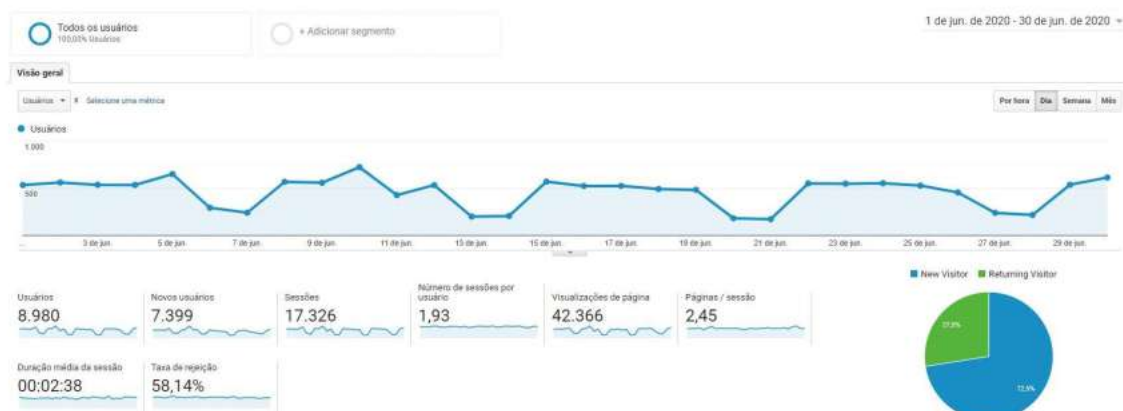 Todos os usuários
100,00% Usuários
+ Adicionar segmento
1 de jun. de 2020 - 30 de jun. de 2020
Visão geral
Usuários
Selecione uma métrica
Por hora Dia Semana Mês
Usuários
1.000
500
...
3 de jun. 5 de jun. 7 de jun. 9 de jun. 11 de jun. 13 de jun. 15 de jun. 17 de jun. 19 de jun. 21 de jun. 23 de jun. 25 de jun. 27 de jun. 29 de jun.
New Visitor Returning Visitor
Usuários
8.980
Novos usuários
7.399
Sessões
17.326
Número de sessões por
usuário
1,93
Visualizações de página
42.366
Páginas / sessão
2,45
Duração média da sessão
00:02:38
Taxa de rejeição
58,14%